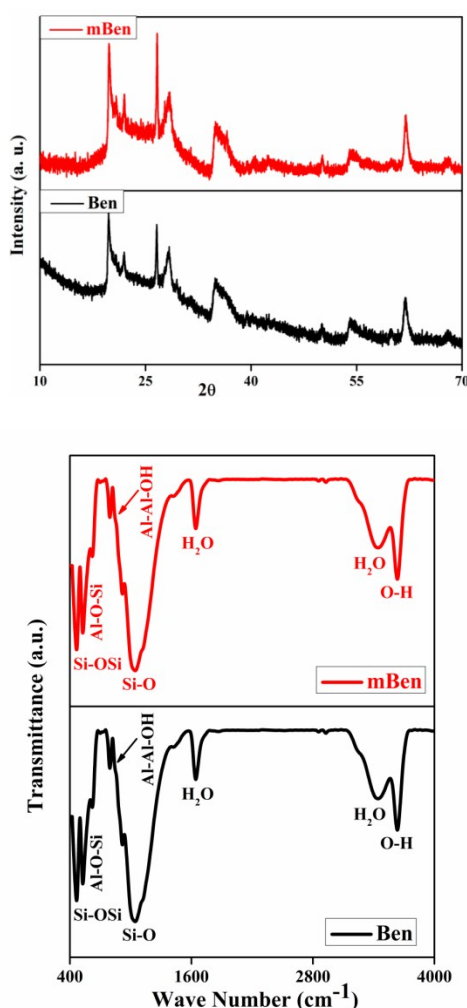 mBen
Ben
Intensity (a. u.)
10 25 40 55 70
2θ
Al-Al-OH
Al-O-Si
Si-OSi
Si-O
H₂O
H₂O
O-H
mBen
Al-Al-OH
Al-O-Si
Si-OSi
Si-O
H₂O
H₂O
O-H
Ben
Transmittance (a.u.)
400 1600 2800 4000
Wave Number (cm⁻¹)